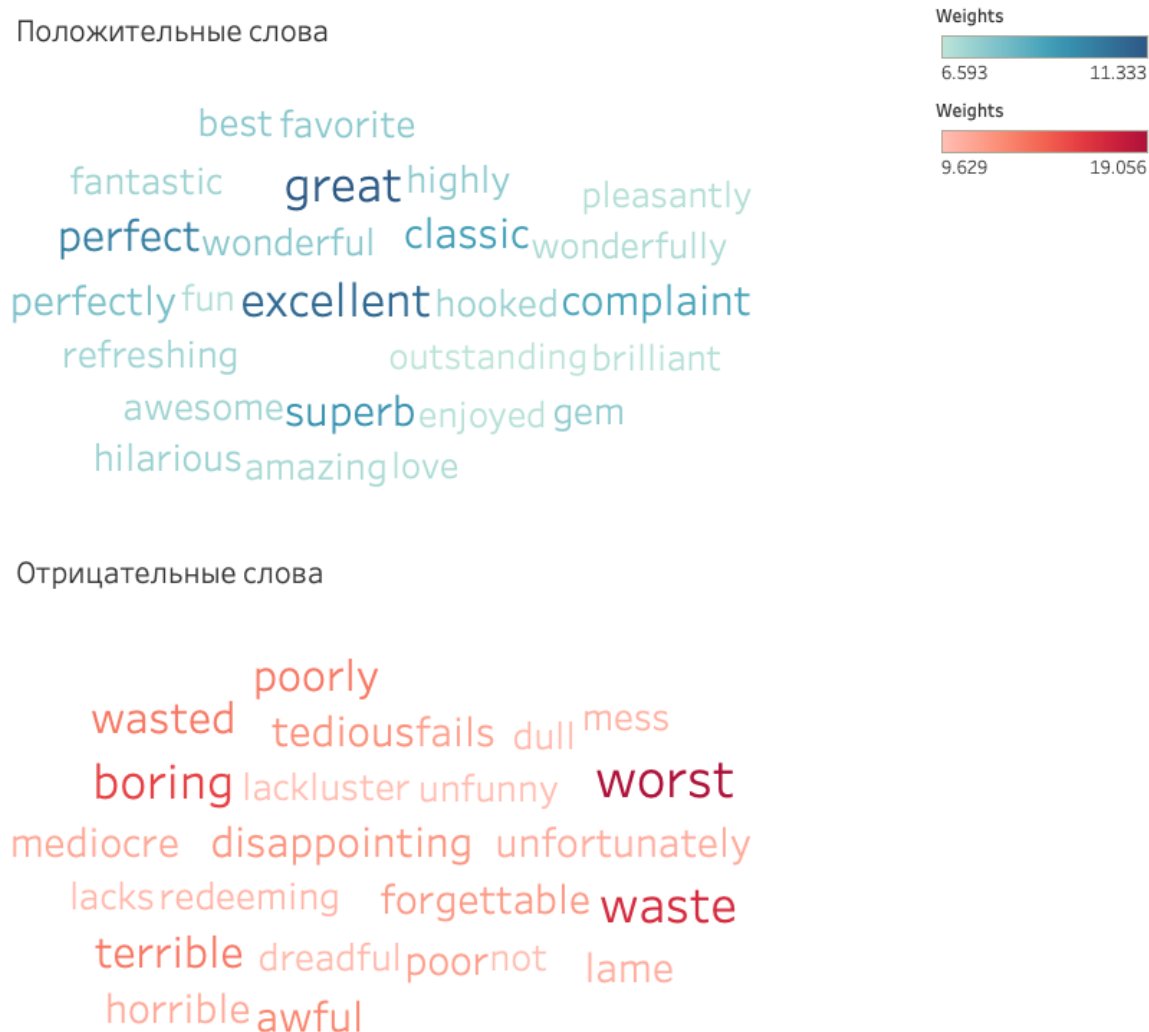 Положительные слова
Weights
6.593 11.333
Weights
9.629 19.056
best favorite
fantastic great highly pleasantly
perfect wonderful classic wonderfully
perfectly fun excellent hooked complaint
refreshing outstanding brilliant
awesome superb enjoyed gem
hilarious amazing love
Отрицательные слова
poorly
wasted tedious fails dull mess
boring lackluster unfunny worst
mediocre disappointing unfortunately
lacks redeeming forgettable waste
terrible dreadful poor not lame
horrible awful